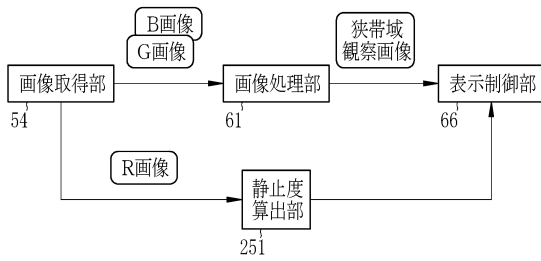 B画像
G画像
狭帯域
観察画像
画像取得部
画像処理部
表示制御部
54
61
66
R画像
静止度
算出部
251